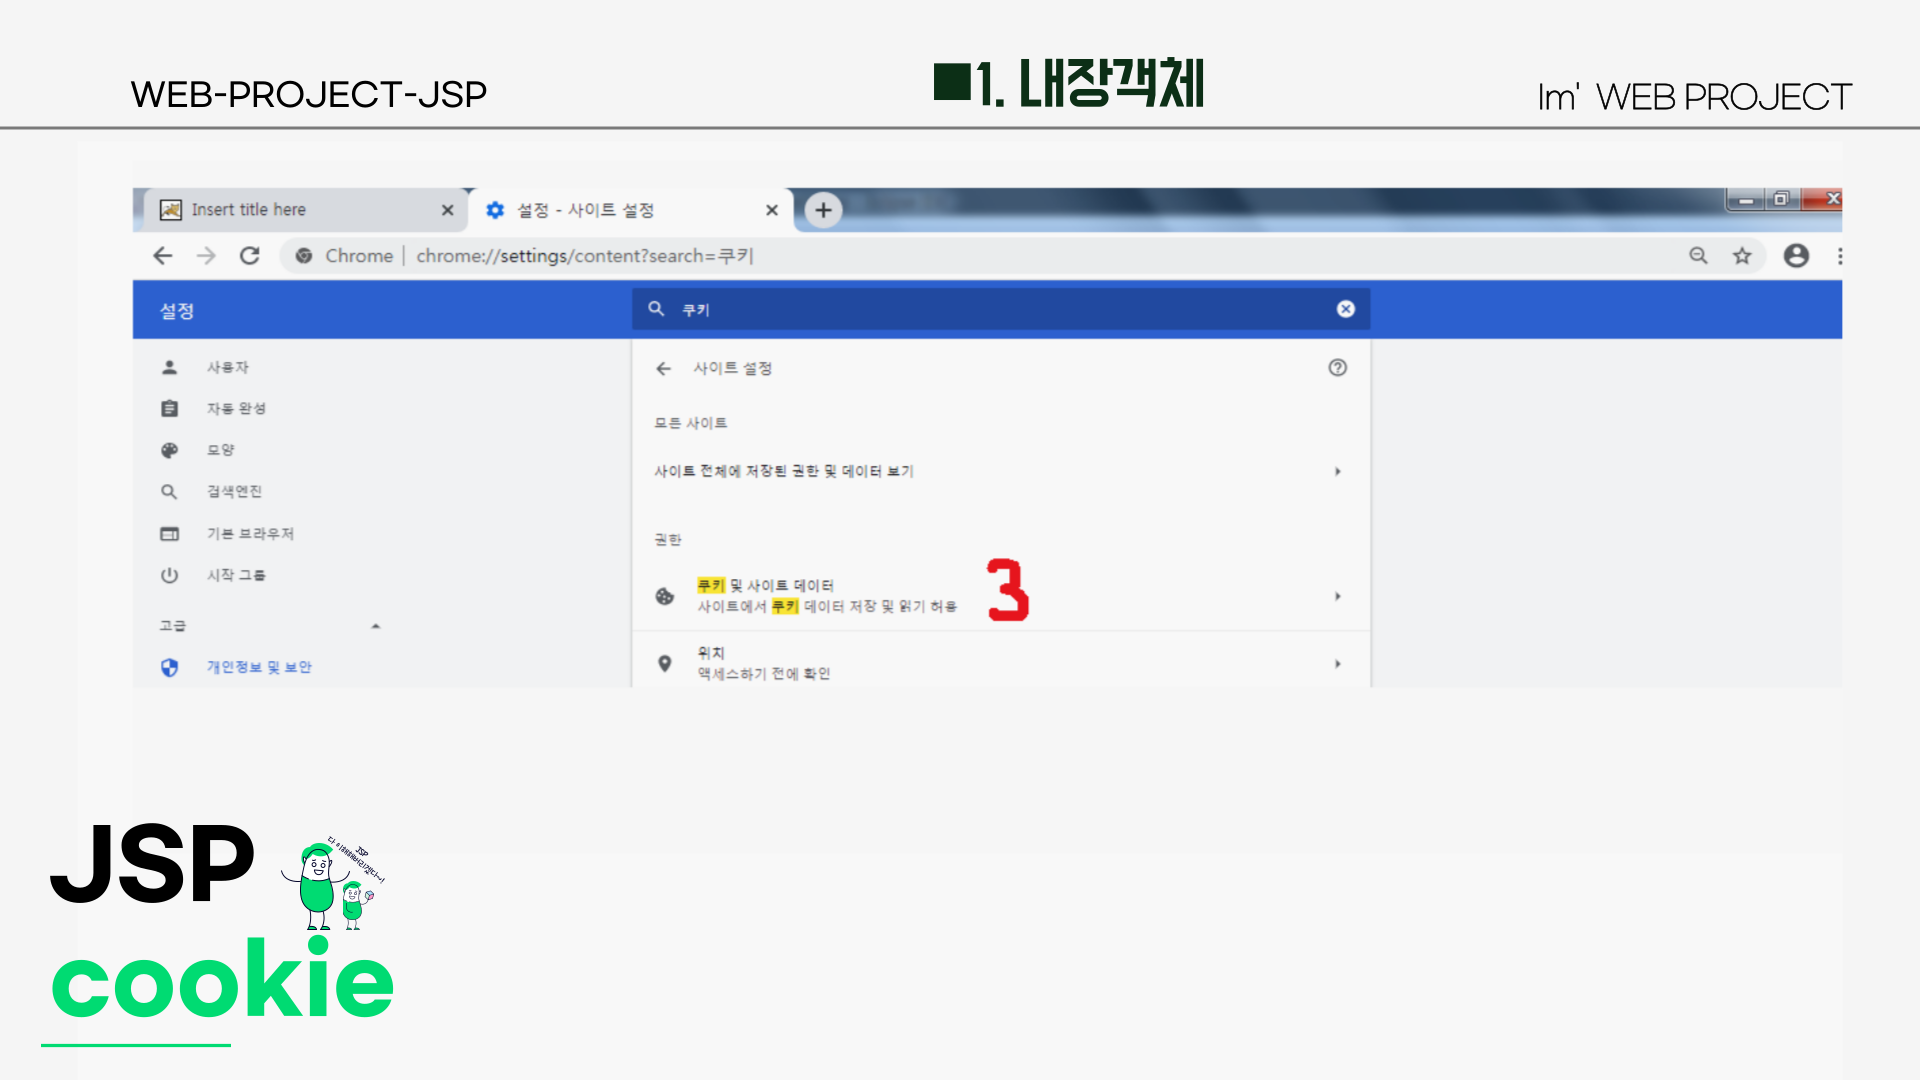 WEB-PROJECT-JSP
■1. 내장객체
Im' WEB PROJECT
Insert title here
설정 - 사이트 설정
Chrome | chrome://settings/content?search=쿠키
설정
쿠키
사용자
자동 완성
모양
검색엔진
기본 브라우저
시작 그룹
고급
개인정보 및 보안
사이트 설정
모든 사이트
사이트 전체에 저장된 권한 및 데이터 보기
권한
쿠키 및 사이트 데이터
사이트에서 쿠키 데이터 저장 및 읽기 허용
3
위치
액세스하기 전에 확인
JSP
JSP
cookie